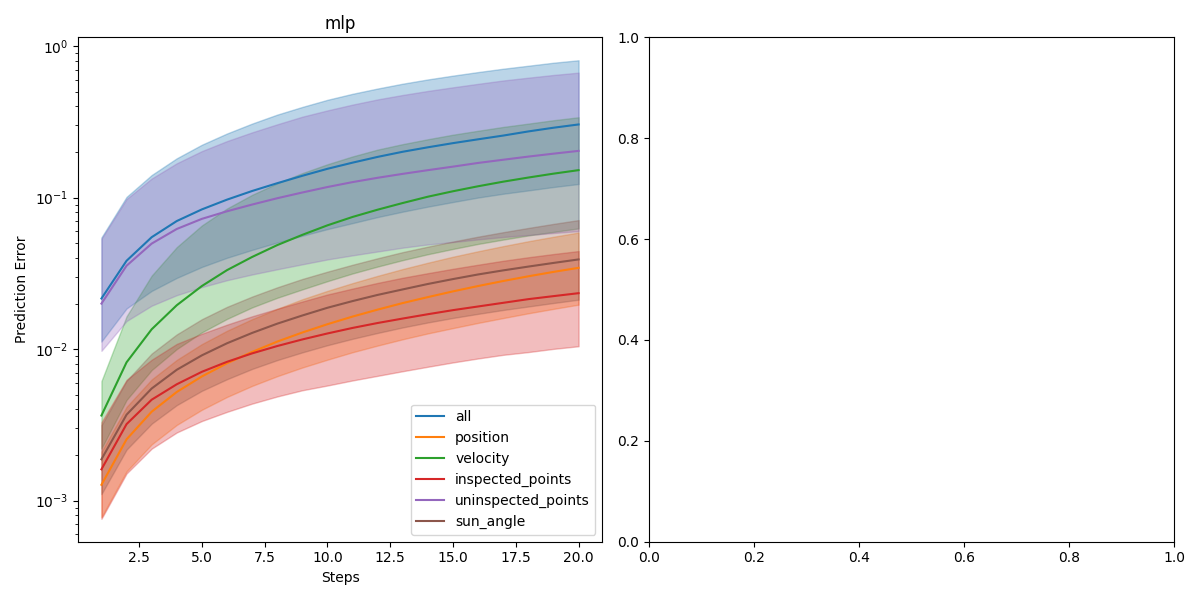 mlp
Prediction Error
10^0
10^-1
10^-2
10^-3
2.5 5.0 7.5 10.0 12.5 15.0 17.5 20.0
Steps
all
position
velocity
inspected_points
uninspected_points
sun_angle
1.0
0.8
0.6
0.4
0.2
0.0
0.0 0.2 0.4 0.6 0.8 1.0